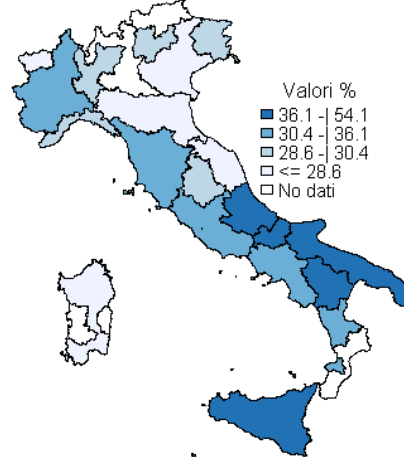 Valori %
36.1 -| 54.1
30.4 -| 36.1
28.6 -| 30.4
<= 28.6
No dati